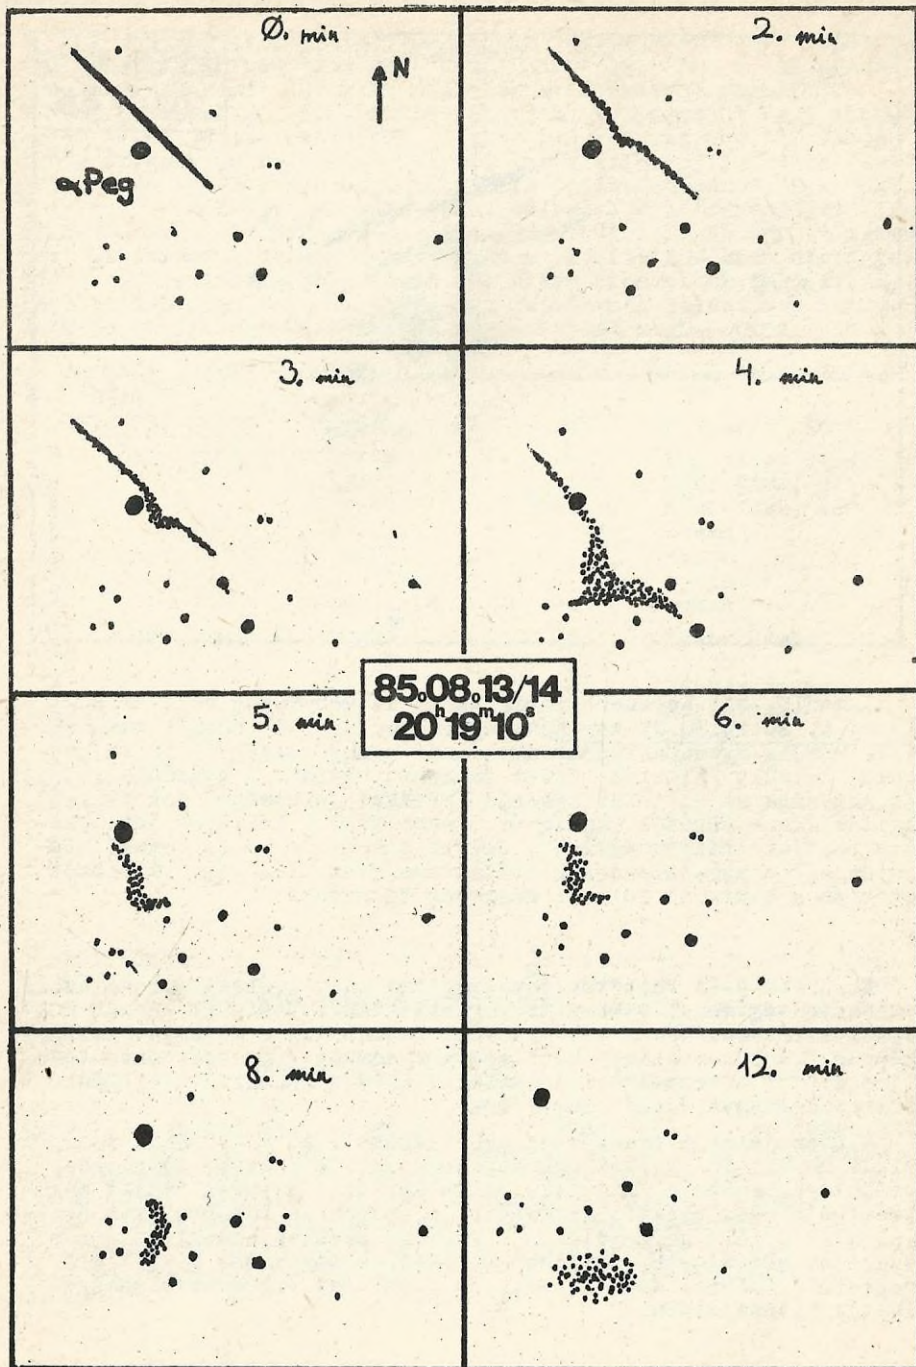 0. min
N
αPeg
2. min
3. min
4. min
85.08.13/14
20ʰ19ᵐ10ˢ
5. min
6. min
8. min
12. min